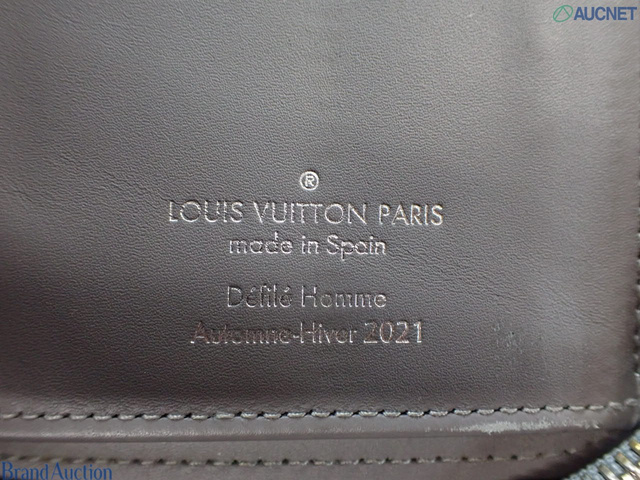 AUCNET
®
LOUIS VUITTON PARIS
made in Spain
Défilé Homme
Automne-Hiver 2021
Brand Auction